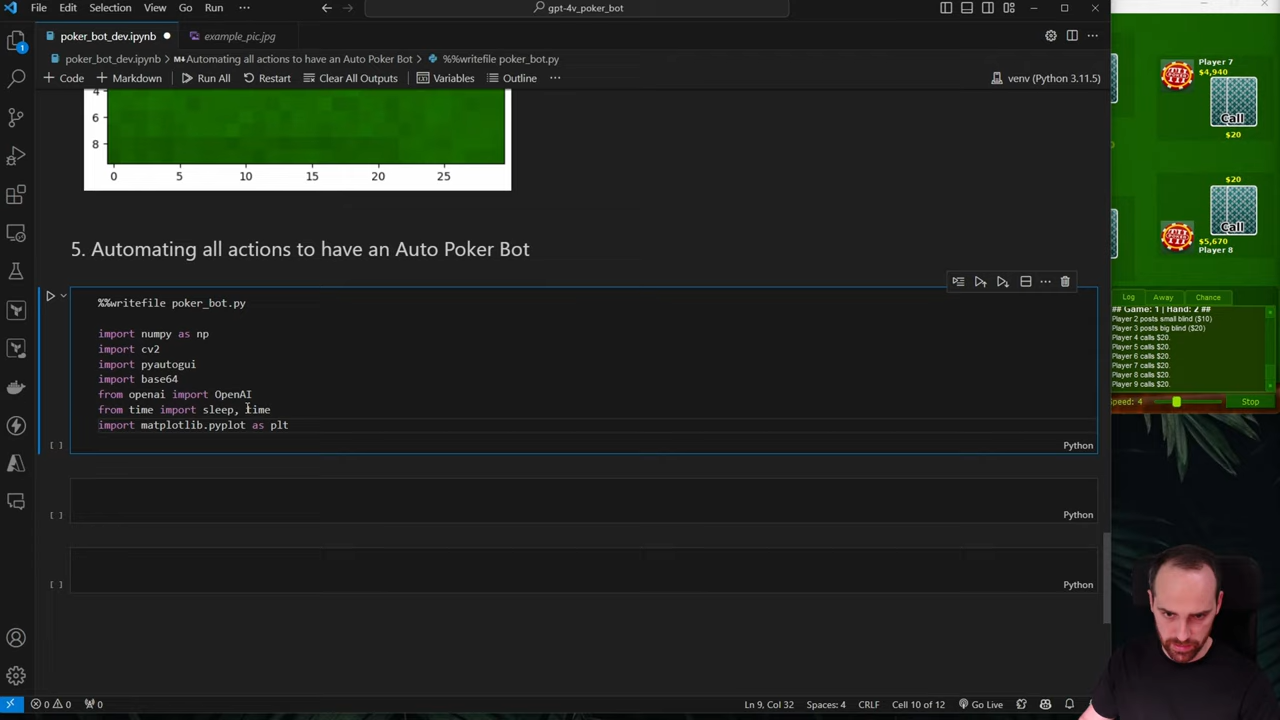 File Edit Selection View Go Run ···
gpt-4v_poker_bot
poker_bot_dev.ipynb
example_pic.jpg
poker_bot_dev.ipynb > Automating all actions to have an Auto Poker Bot > %%writefile poker_bot.py
+ Code + Markdown Run All Restart Clear All Outputs Variables Outline ···
venv (Python 3.11.5)
1
4
6
8
0 5 10 15 20 25
5. Automating all actions to have an Auto Poker Bot
%%writefile poker_bot.py
import numpy as np
import cv2
import pyautogui
import base64
from openai import OpenAI
from time import sleep, time
import matplotlib.pyplot as plt
[ ]
Python
[ ]
Python
[ ]
Python
0 0 0
Ln 9, Col 32 Spaces: 4 CRLF Cell 10 of 12 Go Live
Player 7
$4,940
Call
$20
$20
Call
$5,670
Player 8
Log Away Chance
## Game: 1 | Hand: 2 ##
Player 2 posts small blind ($10)
Player 3 posts big blind ($20)
Player 4 calls $20.
Player 5 calls $20.
Player 6 calls $20.
Player 7 calls $20.
Player 8 calls $20.
Player 9 calls $20.
Speed: 4
Stop